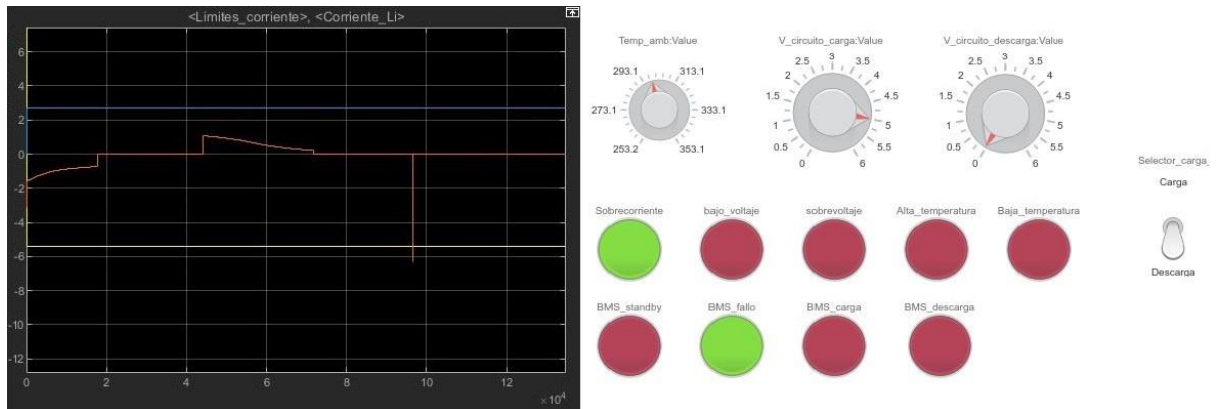 <Limites_corriente>, <Corriente_Li>
6
4
2
0
-2
-4
-6
-8
-10
-12
0 2 4 6 8 10 12
×10⁴
Temp_amb:Value
293.1 313.1
273.1 333.1
253.2 353.1
V_circuito_carga:Value
2.5 3 3.5
2 4
1.5 4.5
1 5
0.5 5.5
0 6
V_circuito_descarga:Value
2.5 3 3.5
2 4
1.5 4.5
1 5
0.5 5.5
0 6
Selector_carga_
Carga
Descarga
Sobrecorriente bajo_voltaje sobrevoltaje Alta_temperatura Baja_temperatura
BMS_standby BMS_fallo BMS_carga BMS_descarga